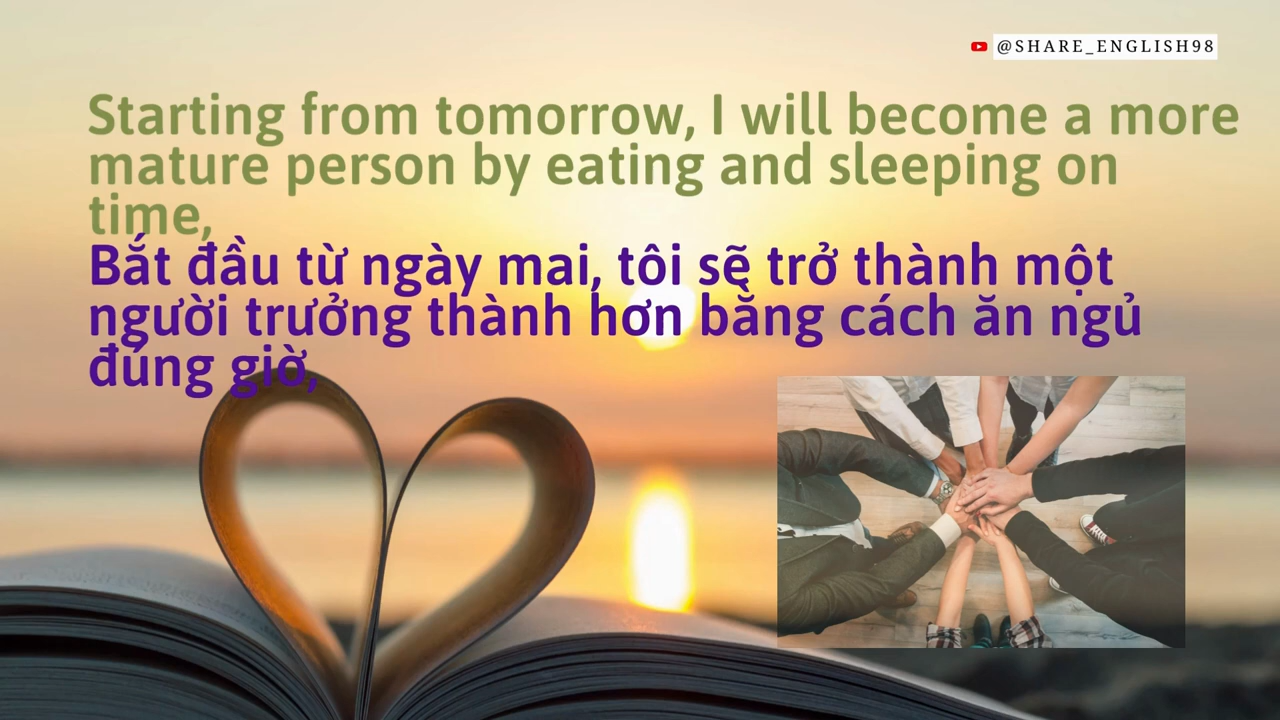 @SHARE_ENGLISH98
Starting from tomorrow, I will become a more
mature person by eating and sleeping on
time,
Bắt đầu từ ngày mai, tôi sẽ trở thành một
người trưởng thành hơn bằng cách ăn ngủ
đúng giờ,